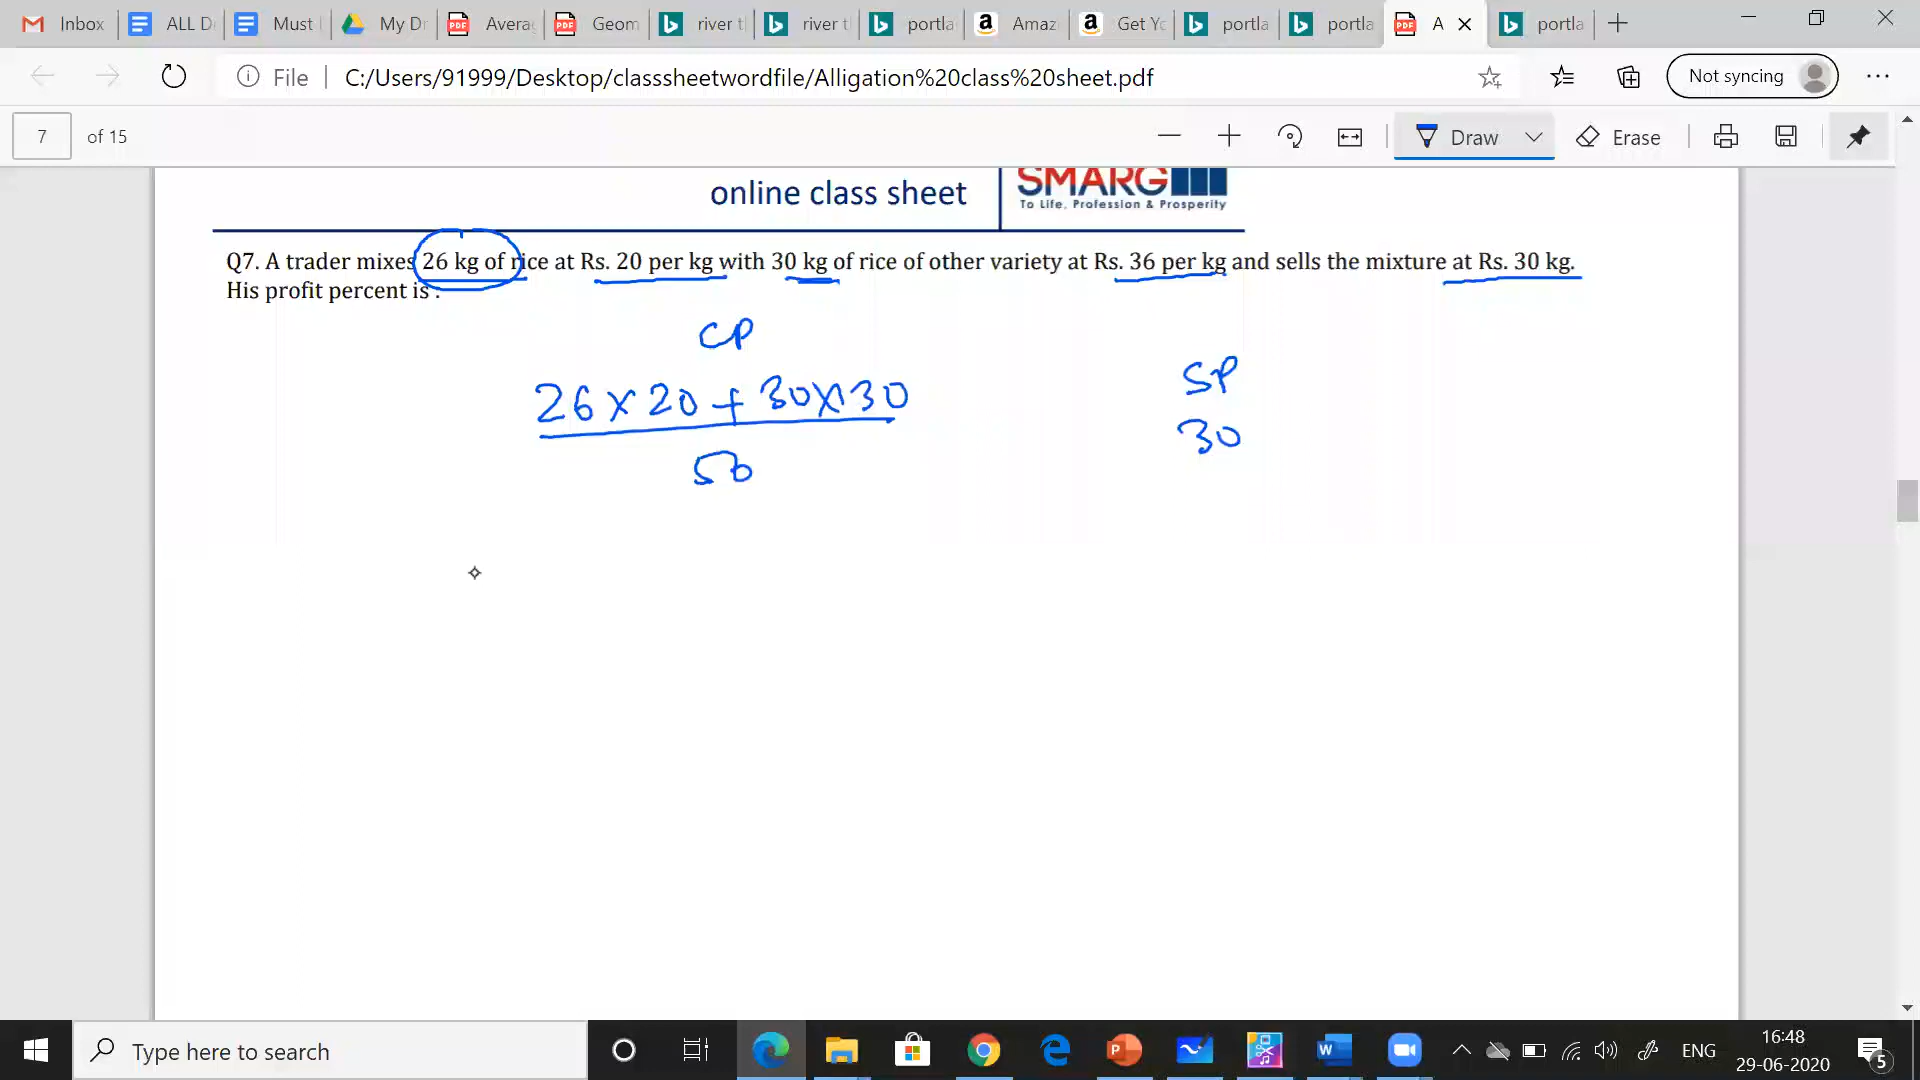 Inbox ALL D Must My Dr Avera Geom river t river t portla Amaz Get Yo portla portla A portla
File C:/Users/91999/Desktop/classsheetwordfile/Alligation%20class%20sheet.pdf Not syncing
7 of 15 Draw Erase
online class sheet
SMARG
To Life, Profession & Prosperity
Q7. A trader mixes 26 kg of rice at Rs. 20 per kg with 30 kg of rice of other variety at Rs. 36 per kg and sells the mixture at Rs. 30 kg.
His profit percent is :
CP
SP
26 × 20 + 30 × 30
30
56
Type here to search
ENG
16:48
29-06-2020
5